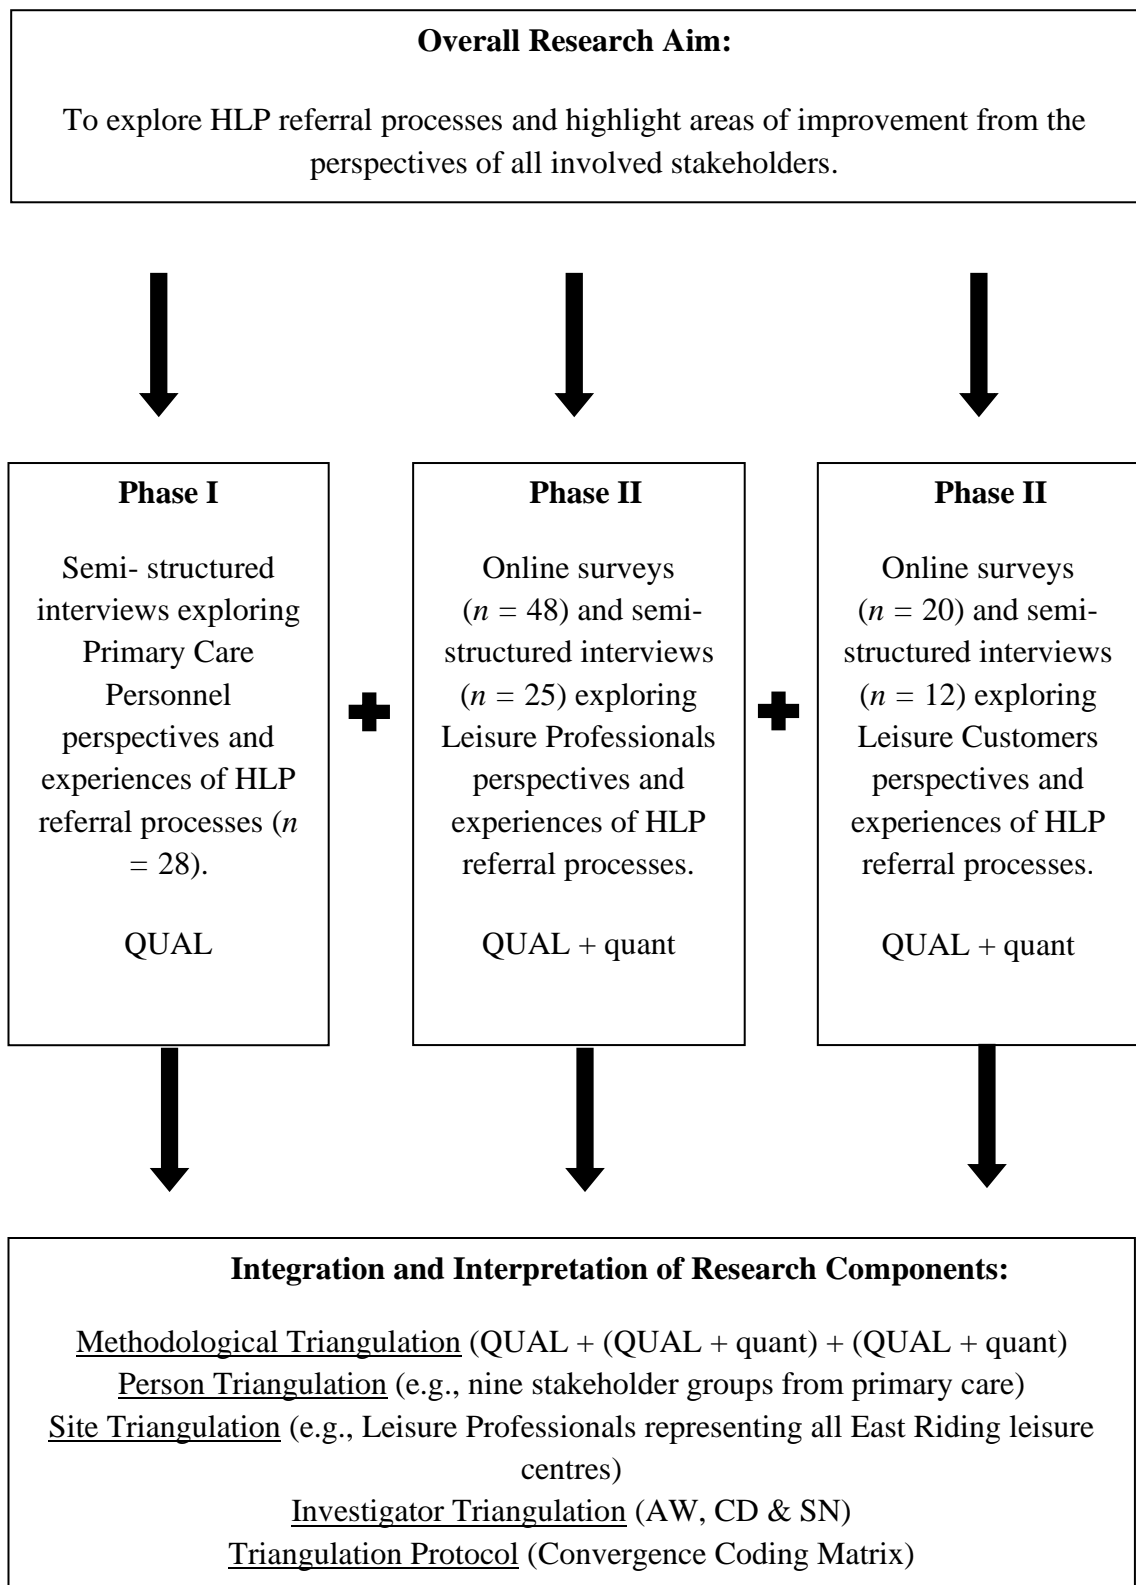 Overall Research Aim:
To explore HLP referral processes and highlight areas of improvement from the
perspectives of all involved stakeholders.
Phase I
Semi- structured
interviews exploring
Primary Care
Personnel
perspectives and
experiences of HLP
referral processes (n
= 28).
QUAL
Phase II
Online surveys
(n = 48) and semi-
structured interviews
(n = 25) exploring
Leisure Professionals
perspectives and
experiences of HLP
referral processes.
QUAL + quant
Phase II
Online surveys
(n = 20) and semi-
structured interviews
(n = 12) exploring
Leisure Customers
perspectives and
experiences of HLP
referral processes.
QUAL + quant
Integration and Interpretation of Research Components:
Methodological Triangulation (QUAL + (QUAL + quant) + (QUAL + quant)
Person Triangulation (e.g., nine stakeholder groups from primary care)
Site Triangulation (e.g., Leisure Professionals representing all East Riding leisure
centres)
Investigator Triangulation (AW, CD & SN)
Triangulation Protocol (Convergence Coding Matrix)